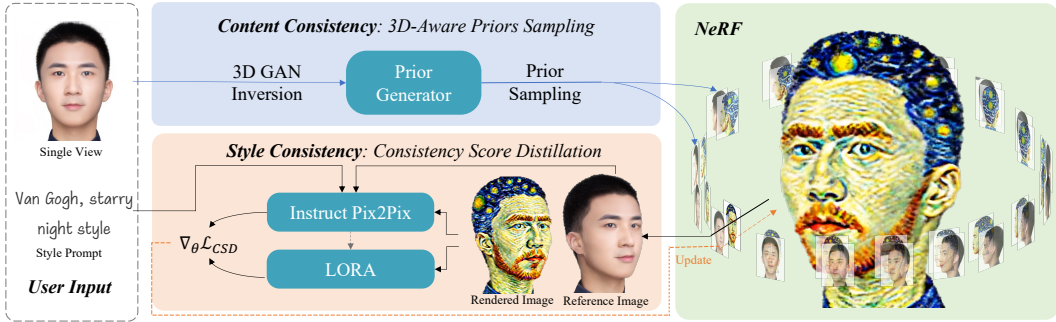 Single View
Van Gogh, starry
night style
Style Prompt
User Input
Content Consistency: 3D-Aware Priors Sampling
3D GAN
Inversion
Prior
Generator
Prior
Sampling
Style Consistency: Consistency Score Distillation
Instruct Pix2Pix
LORA
∇θℒCSD
Rendered Image
Reference Image
NeRF
Update